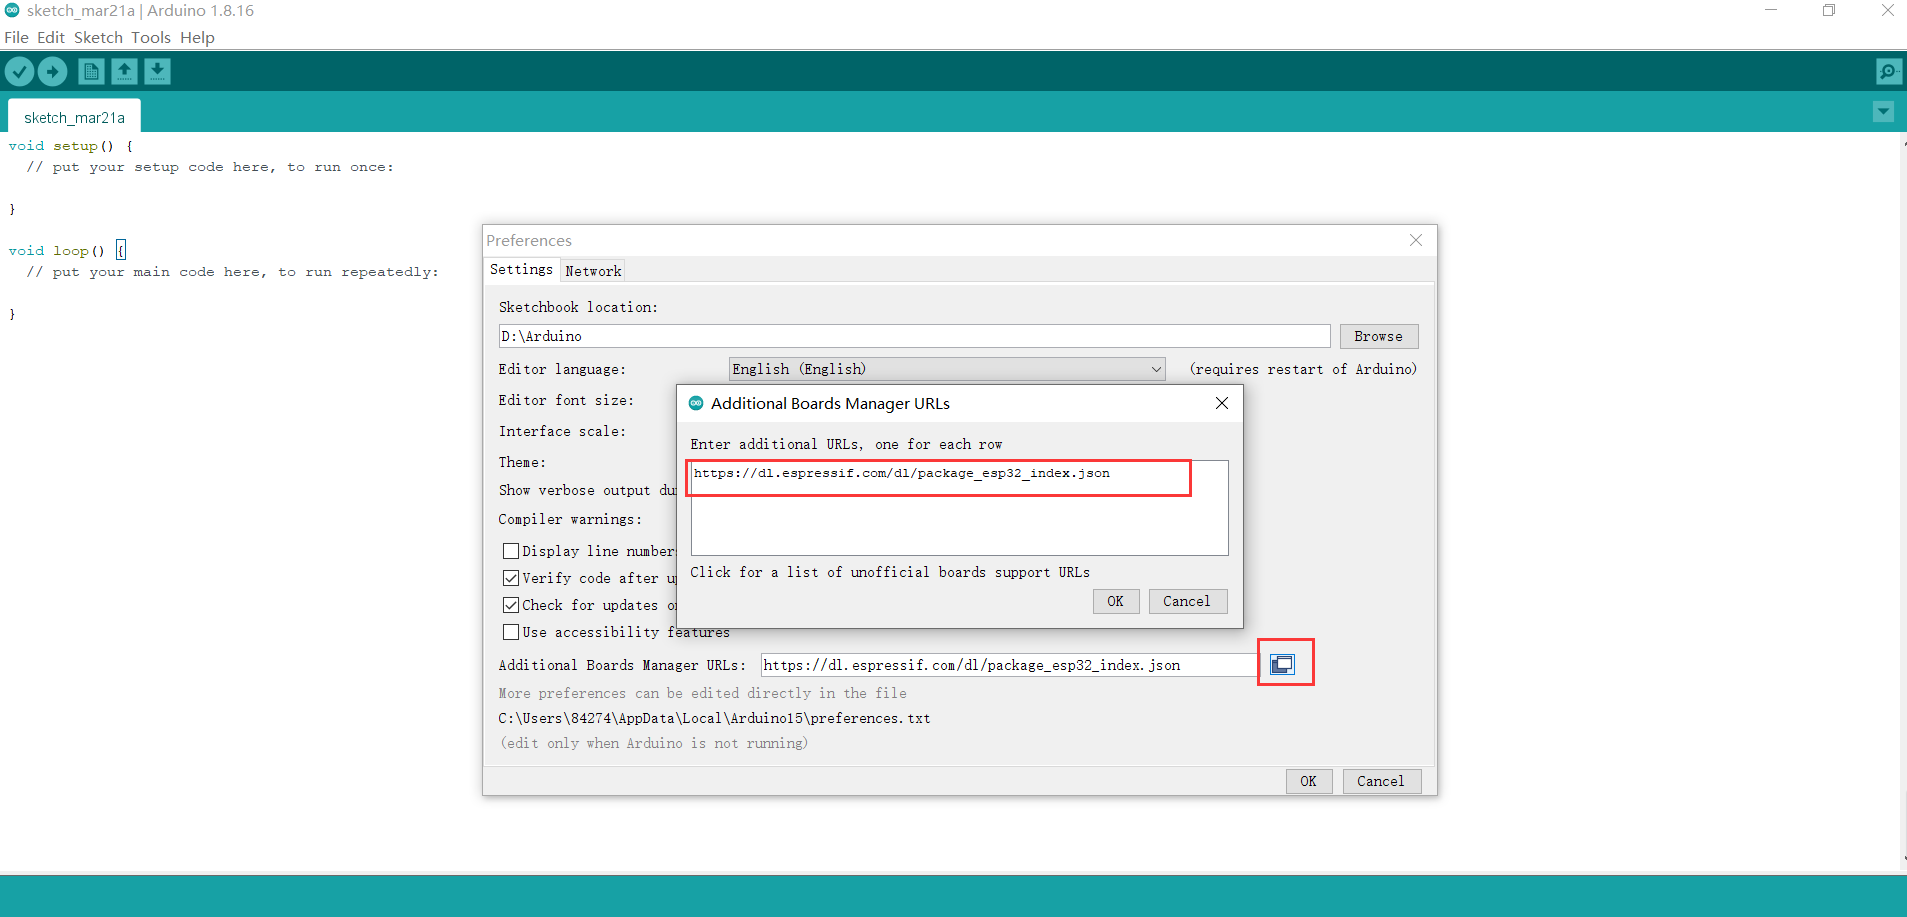 sketch_mar21a | Arduino 1.8.16
File Edit Sketch Tools Help
sketch_mar21a
void setup() {
// put your setup code here, to run once:
}
void loop() {
// put your main code here, to run repeatedly:
}
Preferences
Settings Network
Sketchbook location:
D:\Arduino Browse
Editor language: English (English) (requires restart of Arduino)
Editor font size:
Interface scale:
Theme:
Show verbose output
Compiler warnings:
Display line
Verify code after
Check for updates
Use accessibility features
Additional Boards Manager URLs
Enter additional URLs, one for each row
https://dl.espressif.com/dl/package_esp32_index.json
Click for a list of unofficial boards support URLs
OK Cancel
Additional Boards Manager URLs: https://dl.espressif.com/dl/package_esp32_index.json
More preferences can be edited directly in the file
C:\Users\84274\AppData\Local\Arduino15\preferences.txt
(edit only when Arduino is not running)
OK Cancel